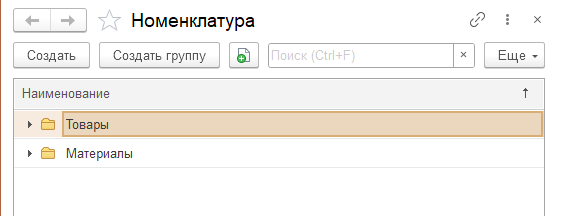 Номенклатура
Создать Создать группу Поиск (Ctrl+F) × Еще
Наименование
Товары
Материалы